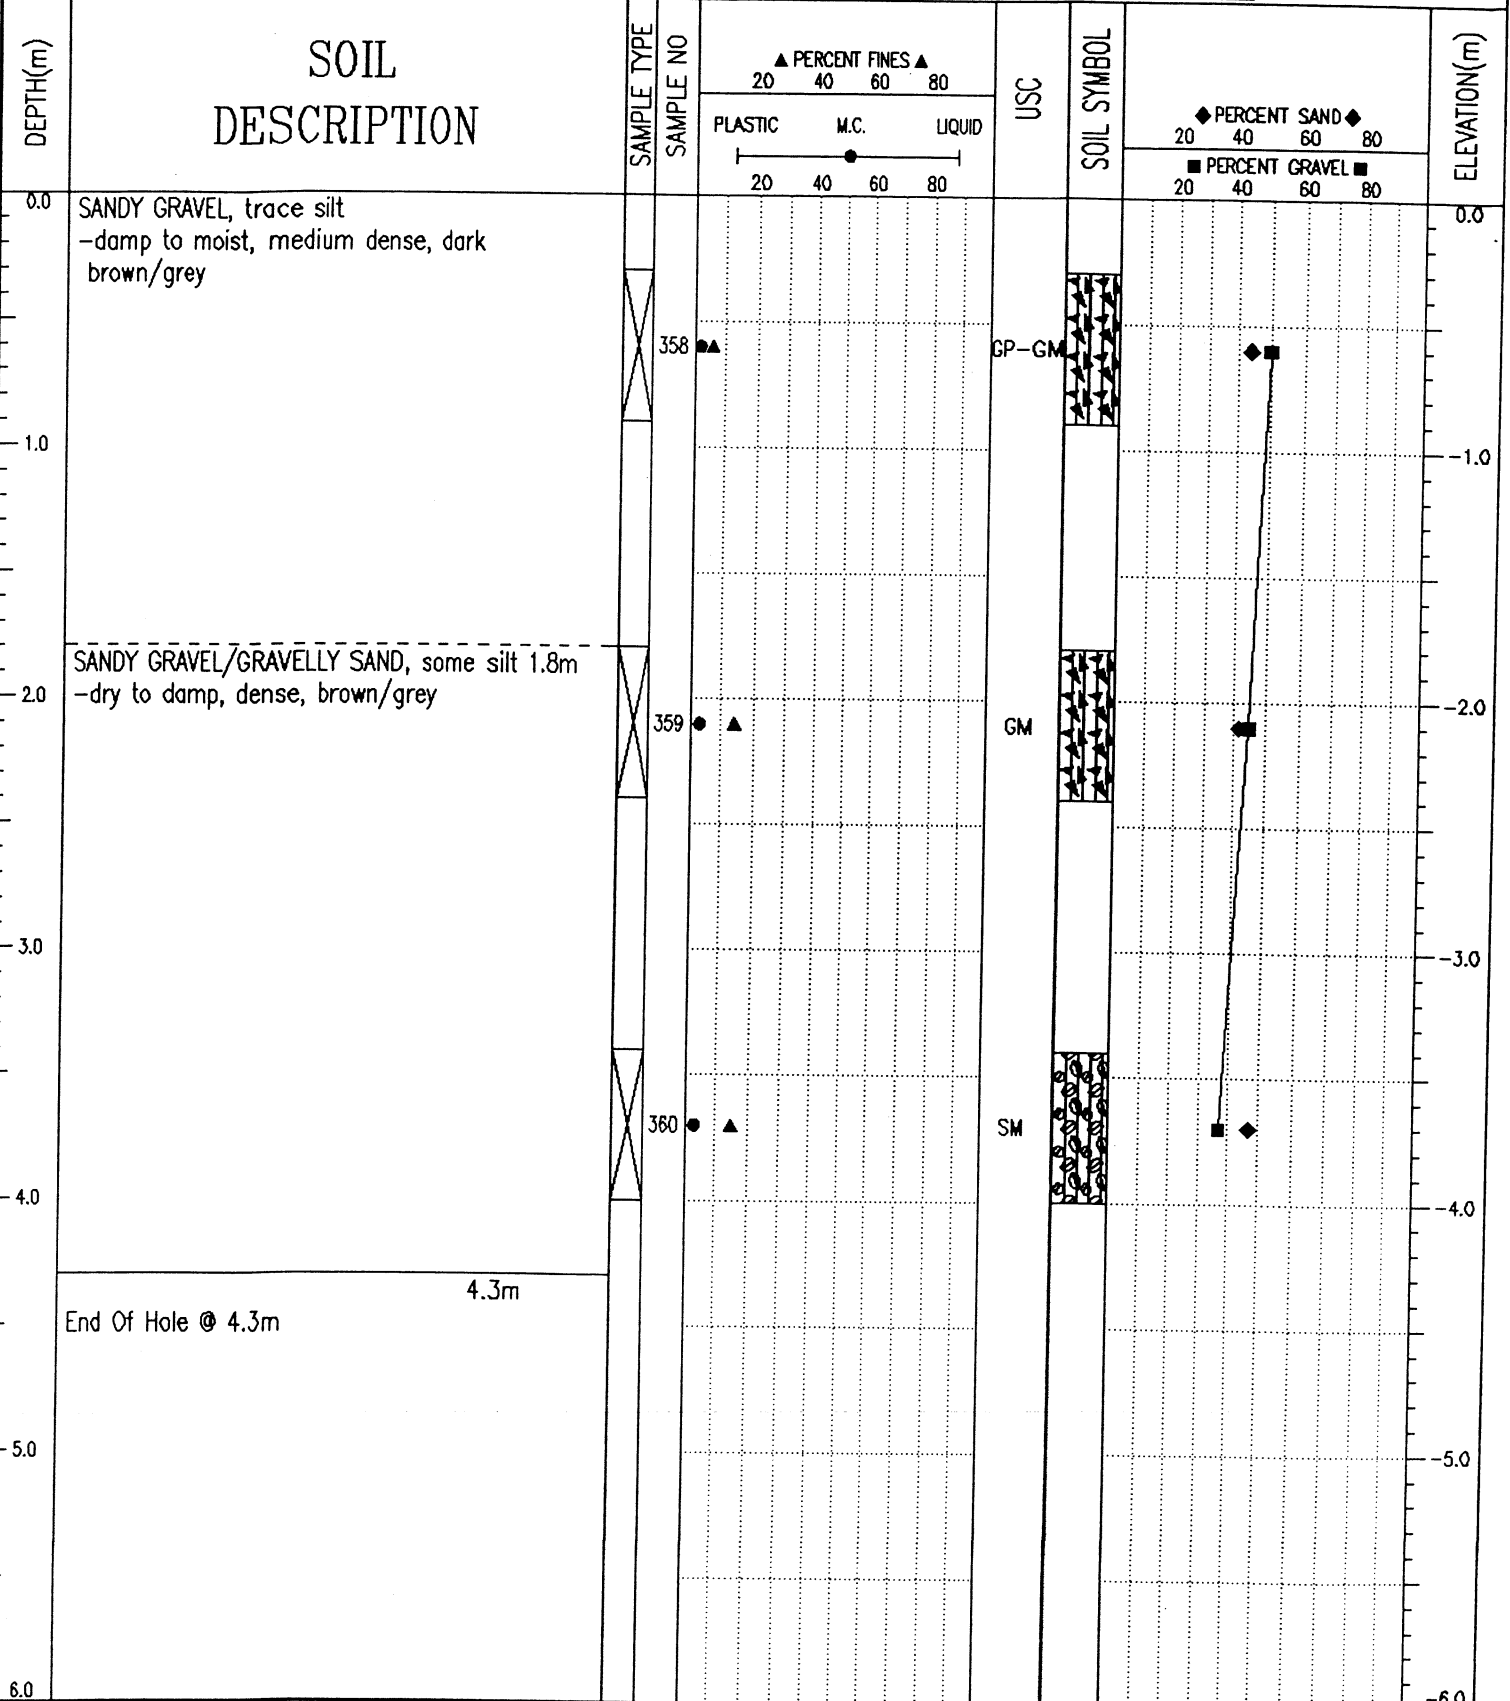 DEPTH(m)
SOIL
DESCRIPTION
SAMPLE TYPE
SAMPLE NO
▲ PERCENT FINES ▲
20 40 60 80
PLASTIC M.C. LIQUID
20 40 60 80
USC
SOIL SYMBOL
◆ PERCENT SAND ◆
20 40 60 80
■ PERCENT GRAVEL ■
20 40 60 80
ELEVATION(m)
0.0
SANDY GRAVEL, trace silt
0.0
-damp to moist, medium dense, dark
brown/grey
358
GP-GM
1.0
-1.0
SANDY GRAVEL/GRAVELLY SAND, some silt 1.8m
2.0
-dry to damp, dense, brown/grey
-2.0
359
GM
3.0
-3.0
360
SM
4.0
-4.0
4.3m
End Of Hole @ 4.3m
5.0
-5.0
6.0
-6.0